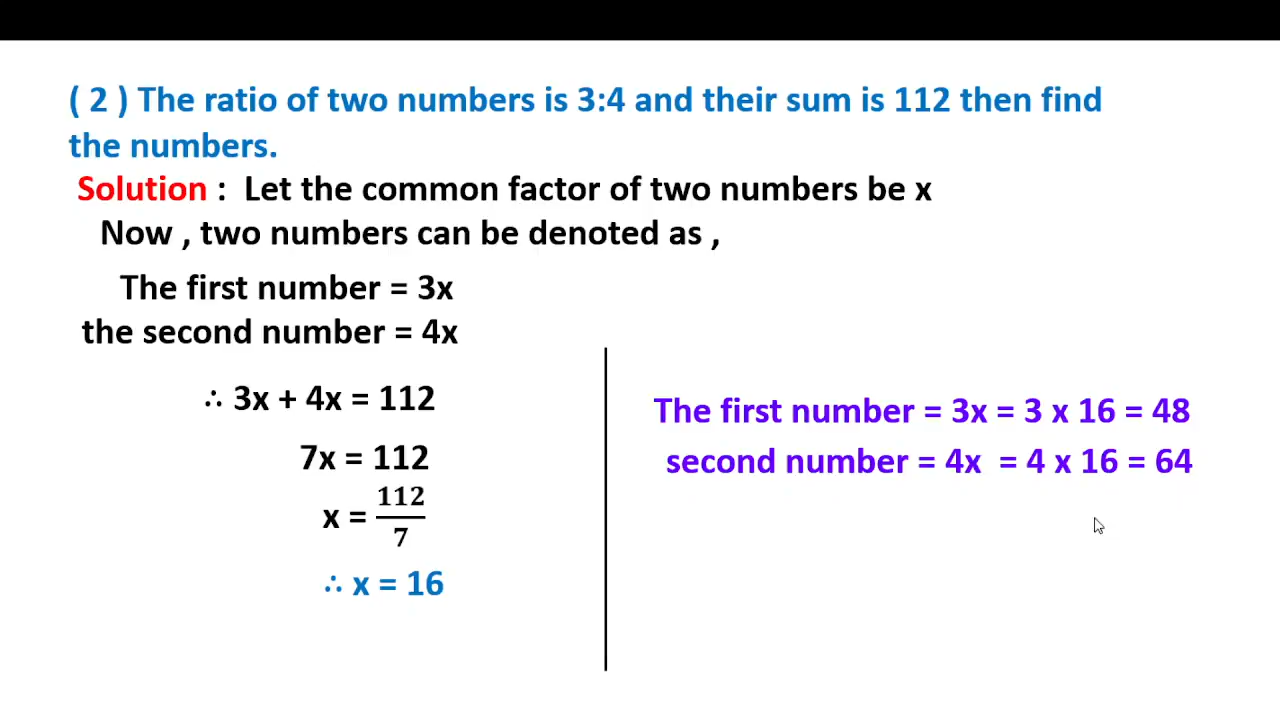 ( 2 ) The ratio of two numbers is 3:4 and their sum is 112 then find
the numbers.
Solution : Let the common factor of two numbers be x
Now , two numbers can be denoted as ,
The first number = 3x
the second number = 4x
∴ 3x + 4x = 112
7x = 112
x = 112/7
∴ x = 16
The first number = 3x = 3 x 16 = 48
second number = 4x = 4 x 16 = 64